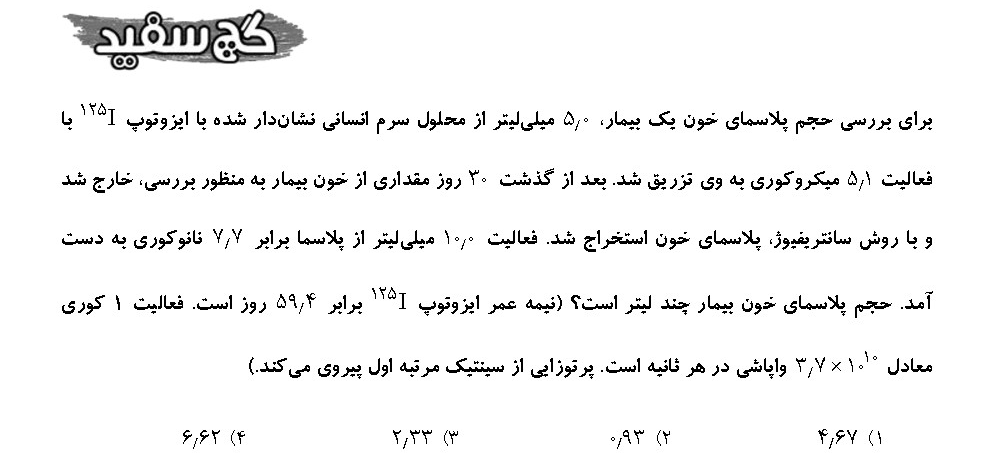 گچ سفید
برای بررسی حجم پلاسمای خون یک بیمار، ۵٫۰ میلی‌لیتر از محلول سرم انسانی نشان‌دار شده با ایزوتوپ ¹²⁵I با
فعالیت ۵٫۱ میکروکوری به وی تزریق شد. بعد از گذشت ۳۰ روز مقداری از خون بیمار به منظور بررسی، خارج شد
و با روش سانتریفیوژ، پلاسمای خون استخراج شد. فعالیت ۱۰٫۰ میلی‌لیتر از پلاسما برابر ۷٫۷ نانوکوری به دست
آمد. حجم پلاسمای خون بیمار چند لیتر است؟ (نیمه عمر ایزوتوپ ¹²⁵I برابر ۵۹٫۴ روز است. فعالیت ۱ کوری
معادل ۳٫۷ × ۱۰^۱۰ واپاشی در هر ثانیه است. پرتوزایی از سینتیک مرتبه اول پیروی می‌کند.)
۱) ۴٫۶۷ ۲) ۰٫۹۳ ۳) ۲٫۳۳ ۴) ۶٫۶۲